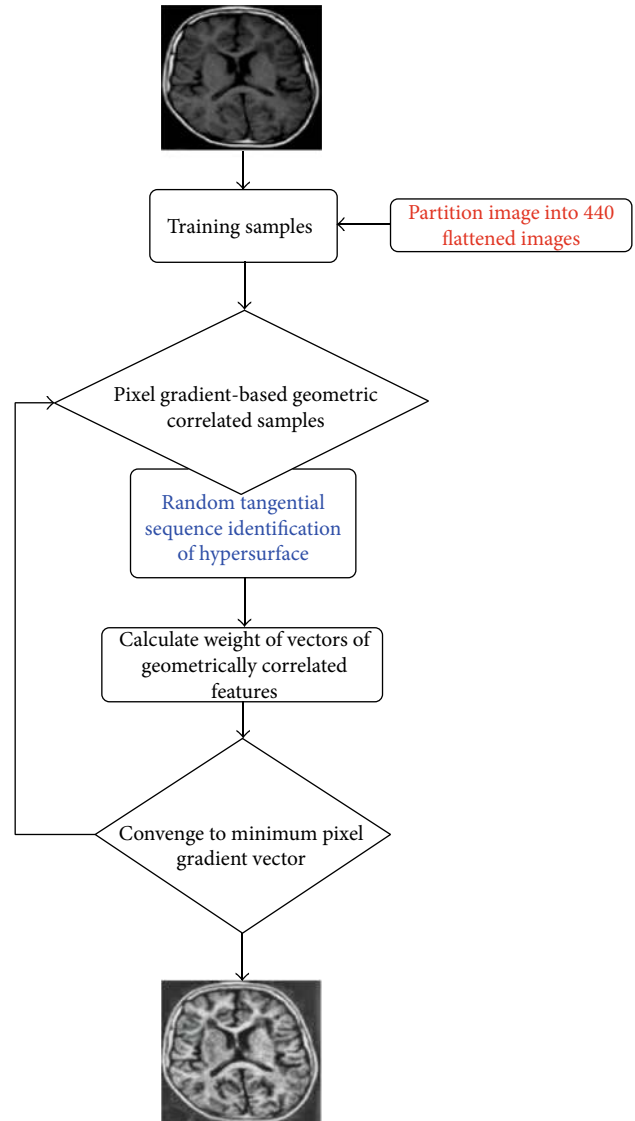 Training samples
Partition image into 440
flattened images
Pixel gradient-based geometric
correlated samples
Random tangential
sequence identification
of hypersurface
Calculate weight of vectors of
geometrically correlated
features
Convenge to minimum pixel
gradient vector